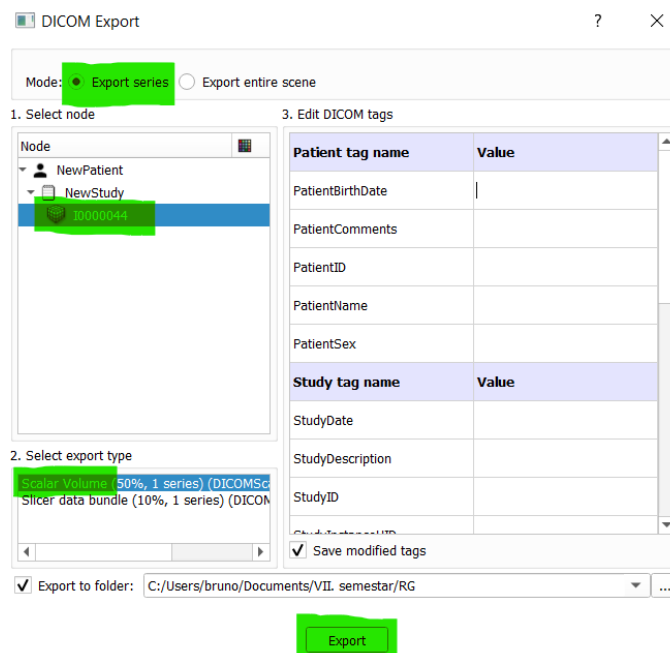 DICOM Export
?
Mode: Export series Export entire scene
1. Select node
Node
NewPatient
NewStudy
I0000044
2. Select export type
Scalar Volume (50%, 1 series) (DICOMSc
Slicer data bundle (10%, 1 series) (DICOM
3. Edit DICOM tags
Patient tag name Value
PatientBirthDate
PatientComments
PatientID
PatientName
PatientSex
Study tag name Value
StudyDate
StudyDescription
StudyID
StudyInstanceUID
Save modified tags
Export to folder: C:/Users/bruno/Documents/VII. semestar/RG
...
Export